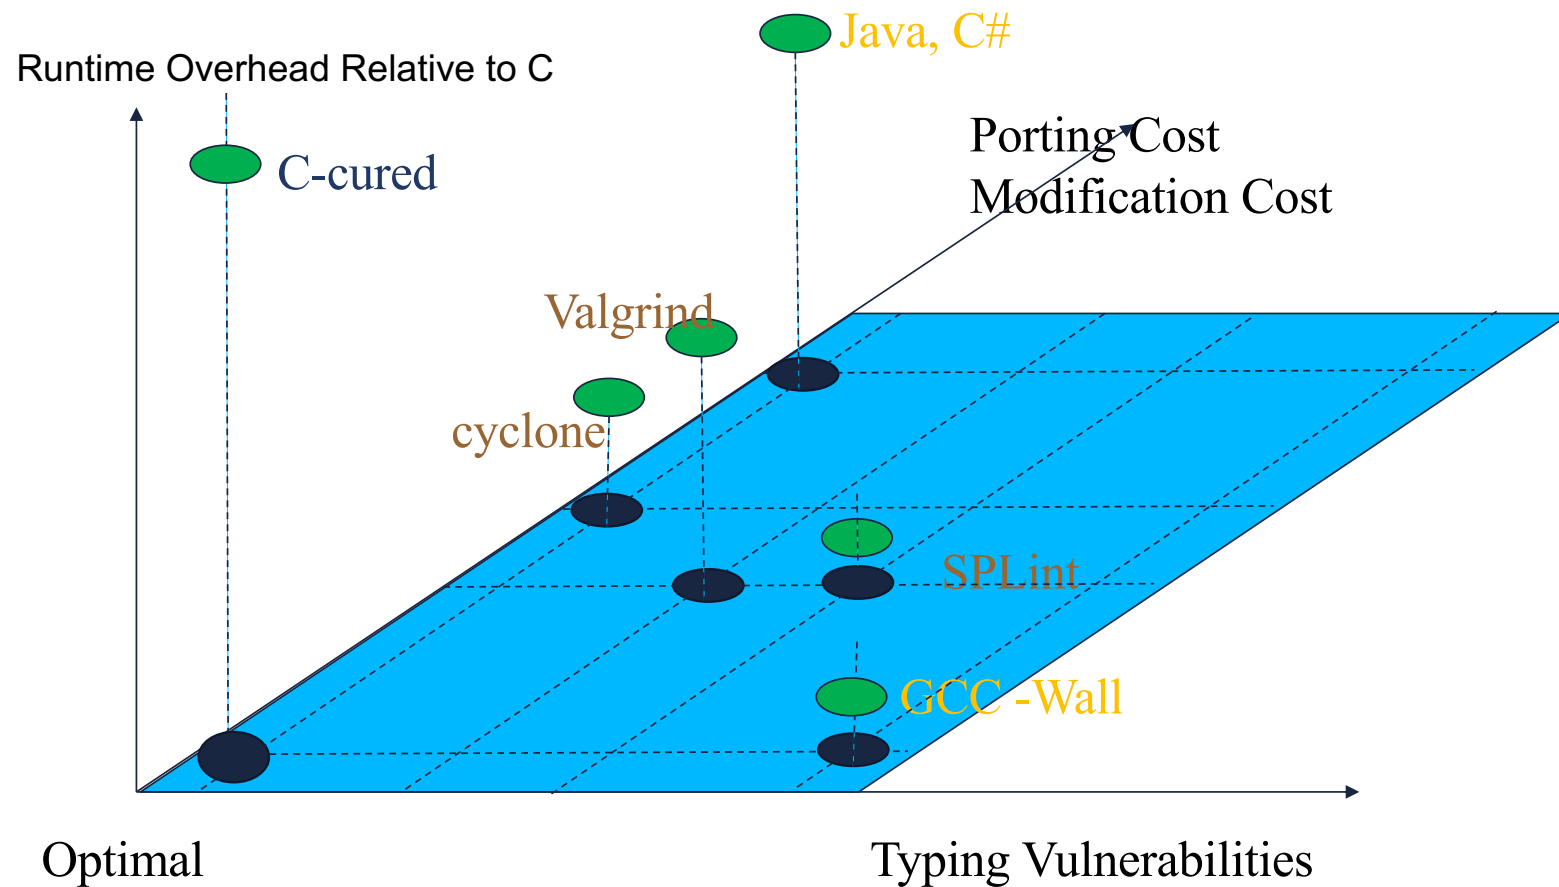 Java, C#
Runtime Overhead Relative to C
Porting Cost
Modification Cost
C-cured
Valgrind
cyclone
SPLint
GCC -Wall
Optimal
Typing Vulnerabilities